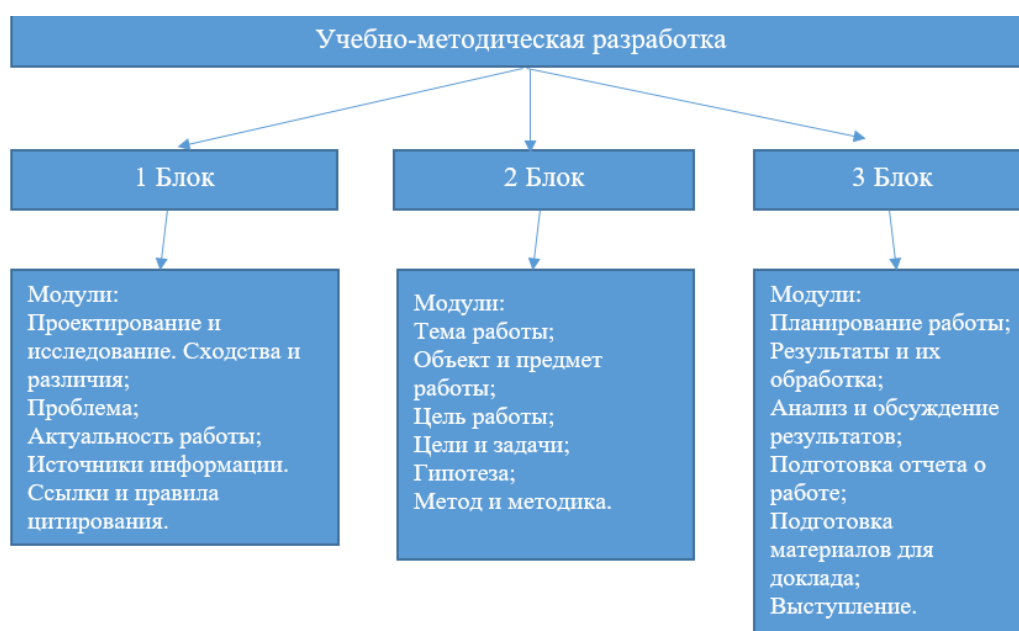 Учебно-методическая разработка
1 Блок
2 Блок
3 Блок
Модули:
Проектирование и
исследование. Сходства и
различия;
Проблема;
Актуальность работы;
Источники информации.
Ссылки и правила
цитирования.
Модули:
Тема работы;
Объект и предмет
работы;
Цель работы;
Цели и задачи;
Гипотеза;
Метод и методика.
Модули:
Планирование работы;
Результаты и их
обработка;
Анализ и обсуждение
результатов;
Подготовка отчета о
работе;
Подготовка
материалов для
доклада;
Выступление.